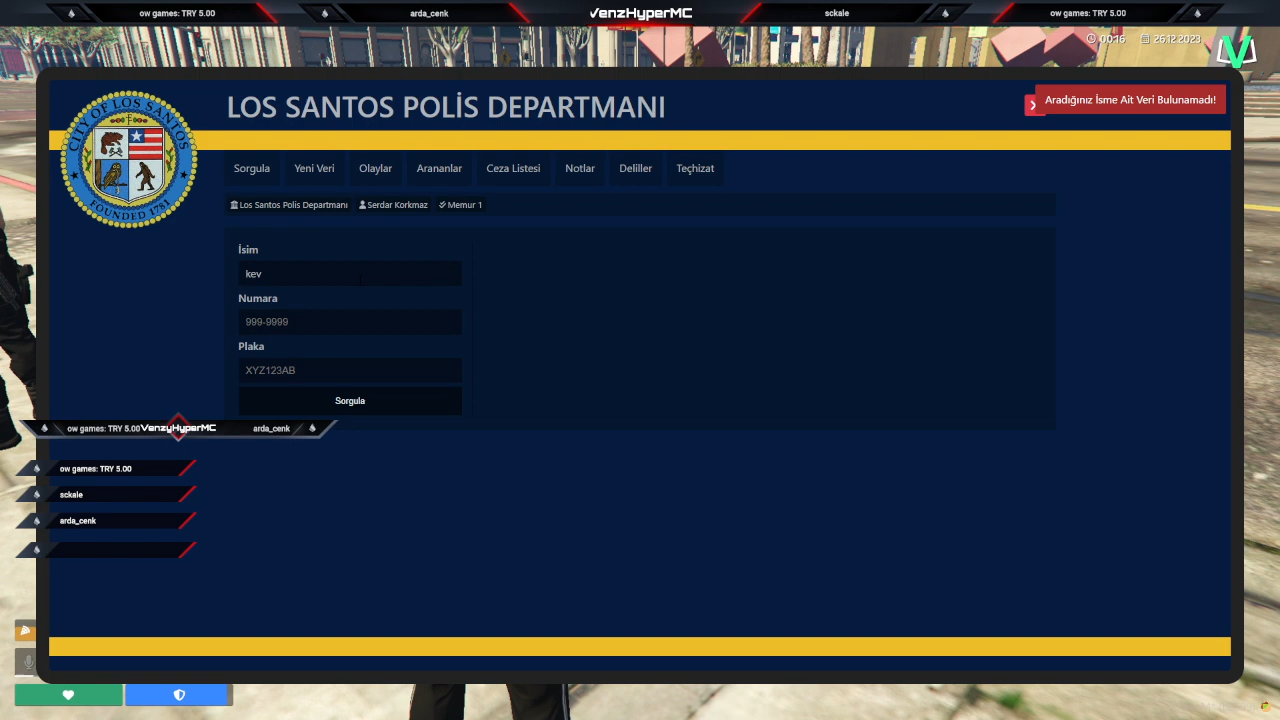 ow games: TRY 5.00
arda_cenk
VenzHyperMC
sckale
ow games: TRY 5.00
00:16 26.12.2023
V
CITY OF LOS SANTOS
FOUNDED 1781
LOS SANTOS POLİS DEPARTMANI
Aradığınız İsme Ait Veri Bulunamadı!
Sorgula Yeni Veri Olaylar Arananlar Ceza Listesi Notlar Deliller Teçhizat
Los Santos Polis Departmanı Serdar Korkmaz Memur 1
İsim
kev
Numara
999-9999
Plaka
XYZ123AB
Sorgula
ow games: TRY 5.00 VenzyHyperMC arda_cenk
ow games: TRY 5.00
sckale
arda_cenk